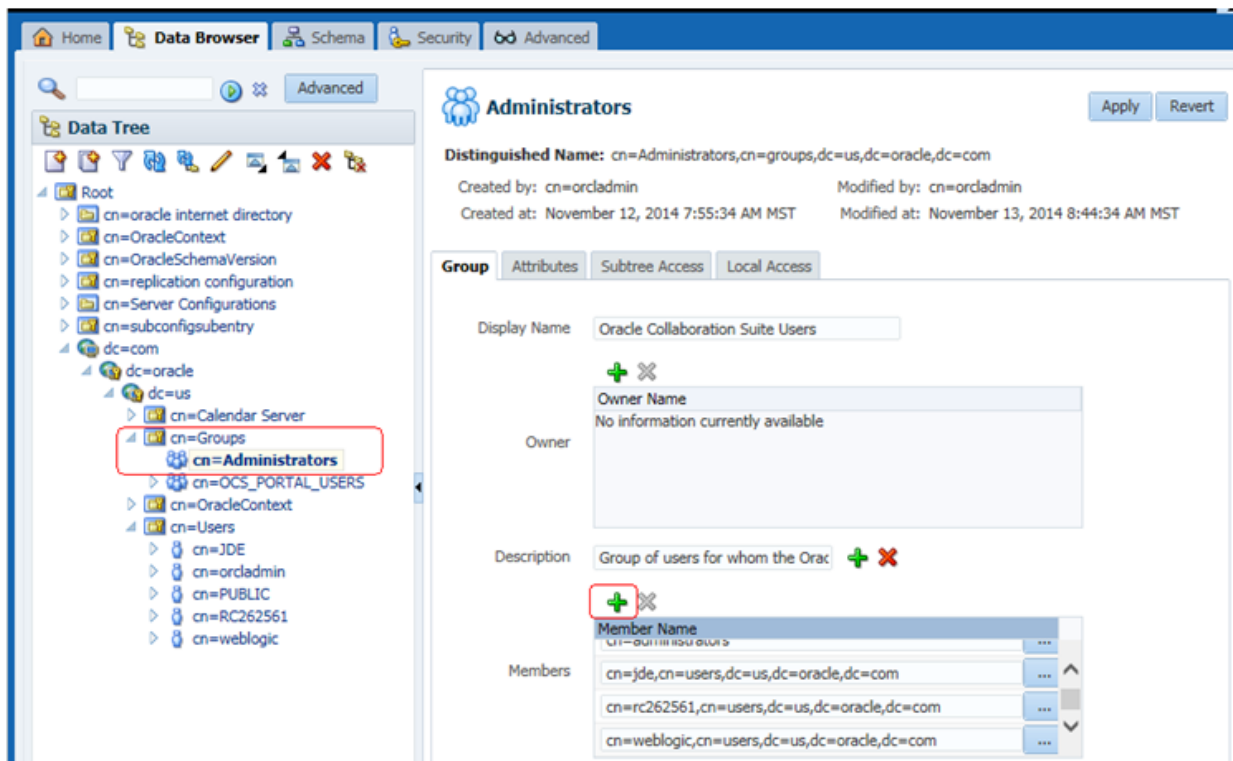 Home Data Browser Schema Security Advanced
Advanced
Data Tree
Root
cn=oracle internet directory
cn=OracleContext
cn=OracleSchemaVersion
cn=replication configuration
cn=Server Configurations
cn=subconfigsubentry
dc=com
dc=oracle
dc=us
cn=Calendar Server
cn=Groups
cn=Administrators
cn=OCS_PORTAL_USERS
cn=OracleContext
cn=Users
cn=JDE
cn=orcladmin
cn=PUBLIC
cn=RC262561
cn=weblogic
Administrators
Apply Revert
Distinguished Name: cn=Administrators,cn=groups,dc=us,dc=oracle,dc=com
Created by: cn=orcladmin Modified by: cn=orcladmin
Created at: November 12, 2014 7:55:34 AM MST Modified at: November 13, 2014 8:44:34 AM MST
Group Attributes Subtree Access Local Access
Display Name Oracle Collaboration Suite Users
Owner Name
No information currently available
Owner
Description Group of users for whom the Orac
Member Name
cn=administrators
...
Members cn=jde,cn=users,dc=us,dc=oracle,dc=com ...
cn=rc262561,cn=users,dc=us,dc=oracle,dc=com ...
cn=weblogic,cn=users,dc=us,dc=oracle,dc=com ...